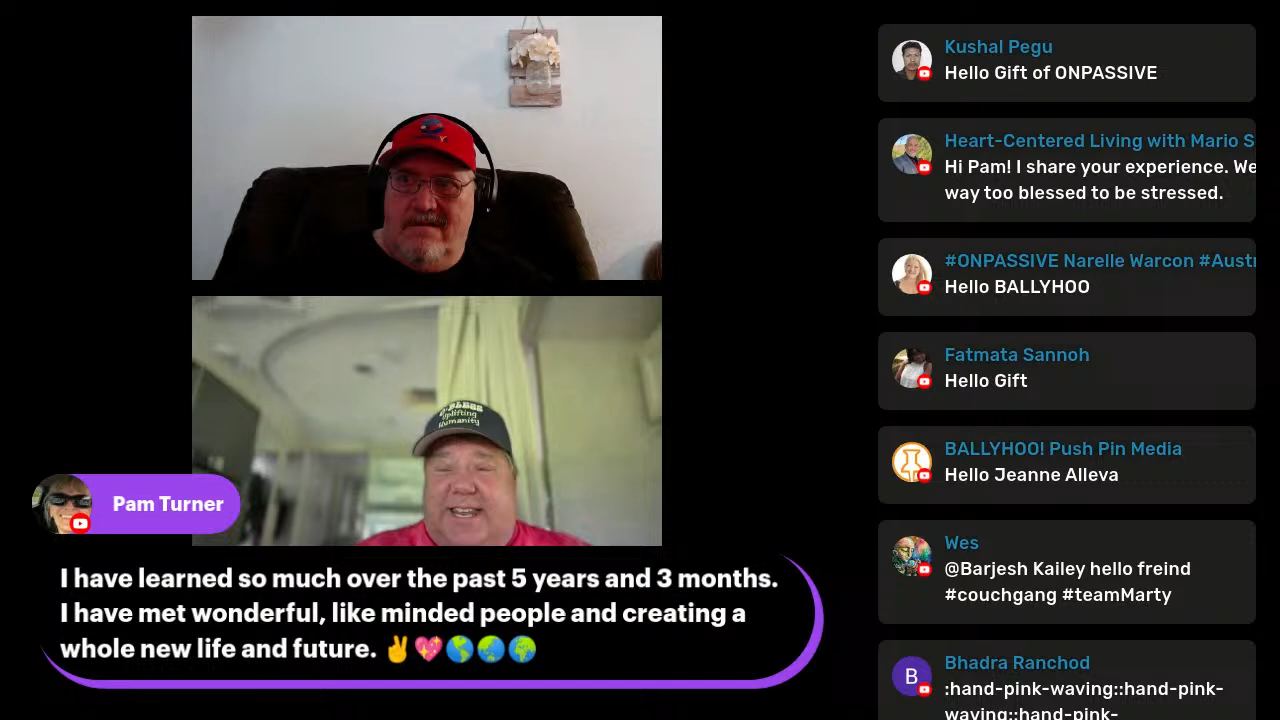 Uplifting
Humanity
Pam Turner
I have learned so much over the past 5 years and 3 months.
I have met wonderful, like minded people and creating a
whole new life and future. ✌💖🌎🌏🌍
Kushal Pegu
Hello Gift of ONPASSIVE
Heart-Centered Living with Mario S
Hi Pam! I share your experience. We
way too blessed to be stressed.
#ONPASSIVE Narelle Warcon #Austr
Hello BALLYHOO
Fatmata Sannoh
Hello Gift
BALLYHOO! Push Pin Media
Hello Jeanne Alleva
Wes
@Barjesh Kailey hello freind
#couchgang #teamMarty
B
Bhadra Ranchod
:hand-pink-waving::hand-pink-
waving::hand-pink-